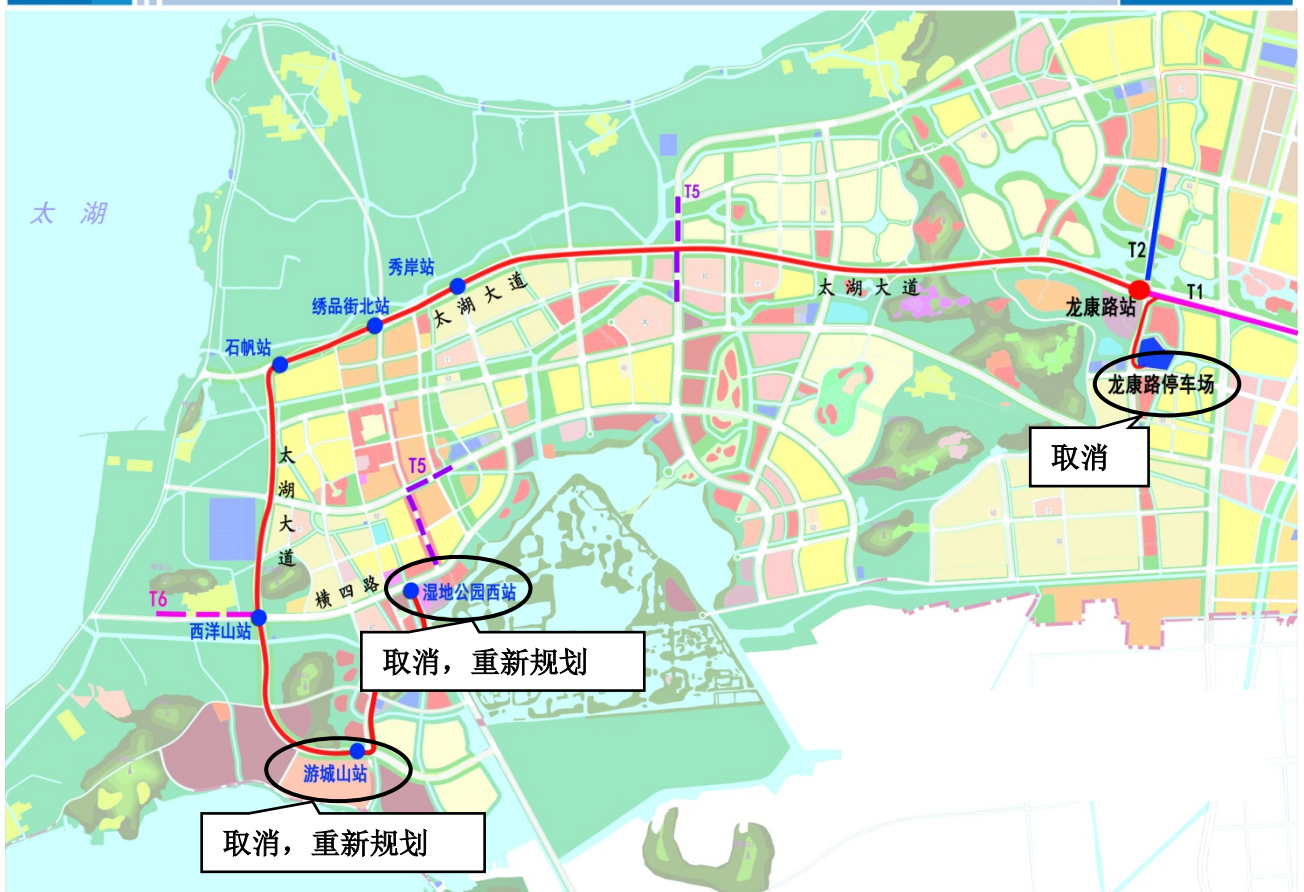 T5
太 湖
T2
秀岸站
太湖大道
太湖大道
T1
龙康路站
绣品街北站
石帆站
龙康路停车场
取消
T5
太湖大道
横四路
湿地公园西站
T6
西洋山站
取消，重新规划
游城山站
取消，重新规划